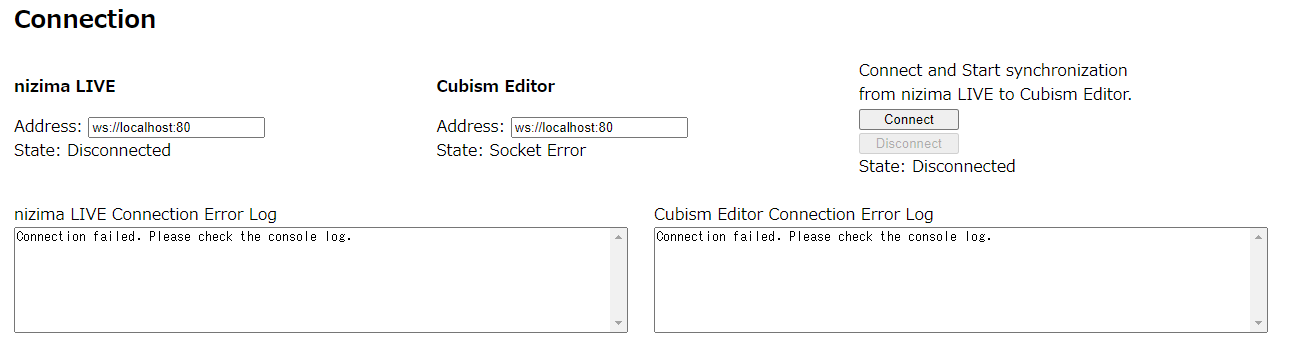 Connection
nizima LIVE
Address: ws://localhost:80
State: Disconnected
Cubism Editor
Address: ws://localhost:80
State: Socket Error
Connect and Start synchronization
from nizima LIVE to Cubism Editor.
Connect
Disconnect
State: Disconnected
nizima LIVE Connection Error Log
Connection failed. Please check the console log.
Cubism Editor Connection Error Log
Connection failed. Please check the console log.